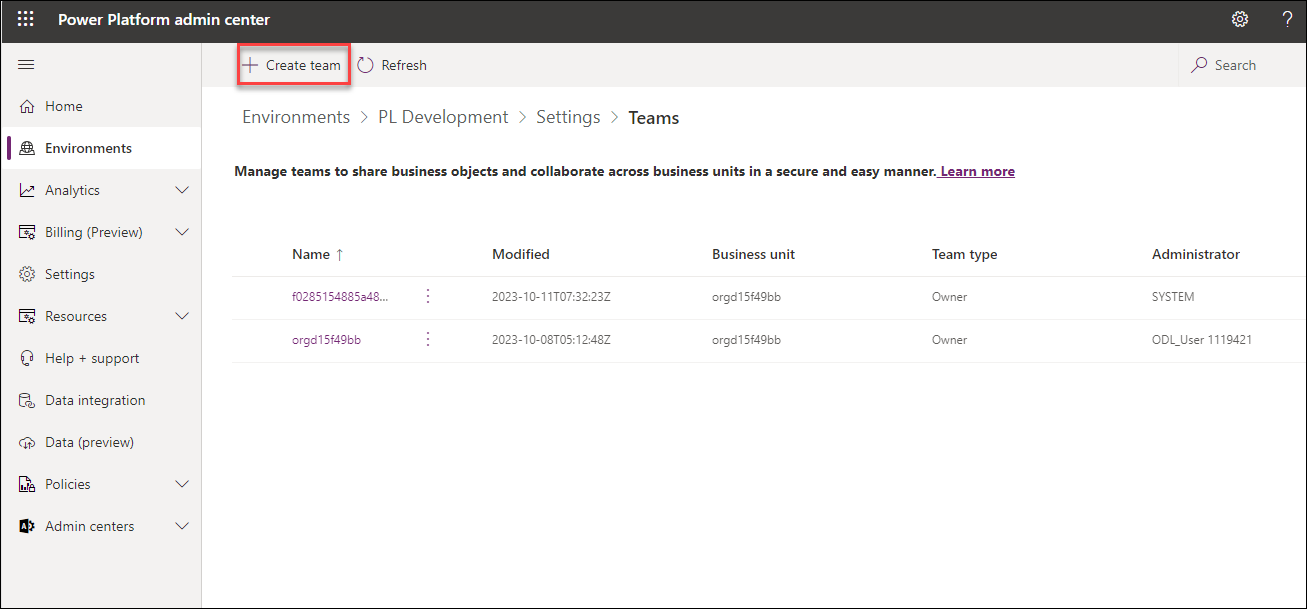 Power Platform admin center ?
Create team Refresh Search
Home
Environments
Analytics
Billing (Preview)
Settings
Resources
Help + support
Data integration
Data (preview)
Policies
Admin centers
Environments > PL Development > Settings > Teams
Manage teams to share business objects and collaborate across business units in a secure and easy manner. Learn more
Name ↑ Modified Business unit Team type Administrator
f0285154885a48... 2023-10-11T07:32:23Z orgd15f49bb Owner SYSTEM
orgd15f49bb 2023-10-08T05:12:48Z orgd15f49bb Owner ODL_User 1119421